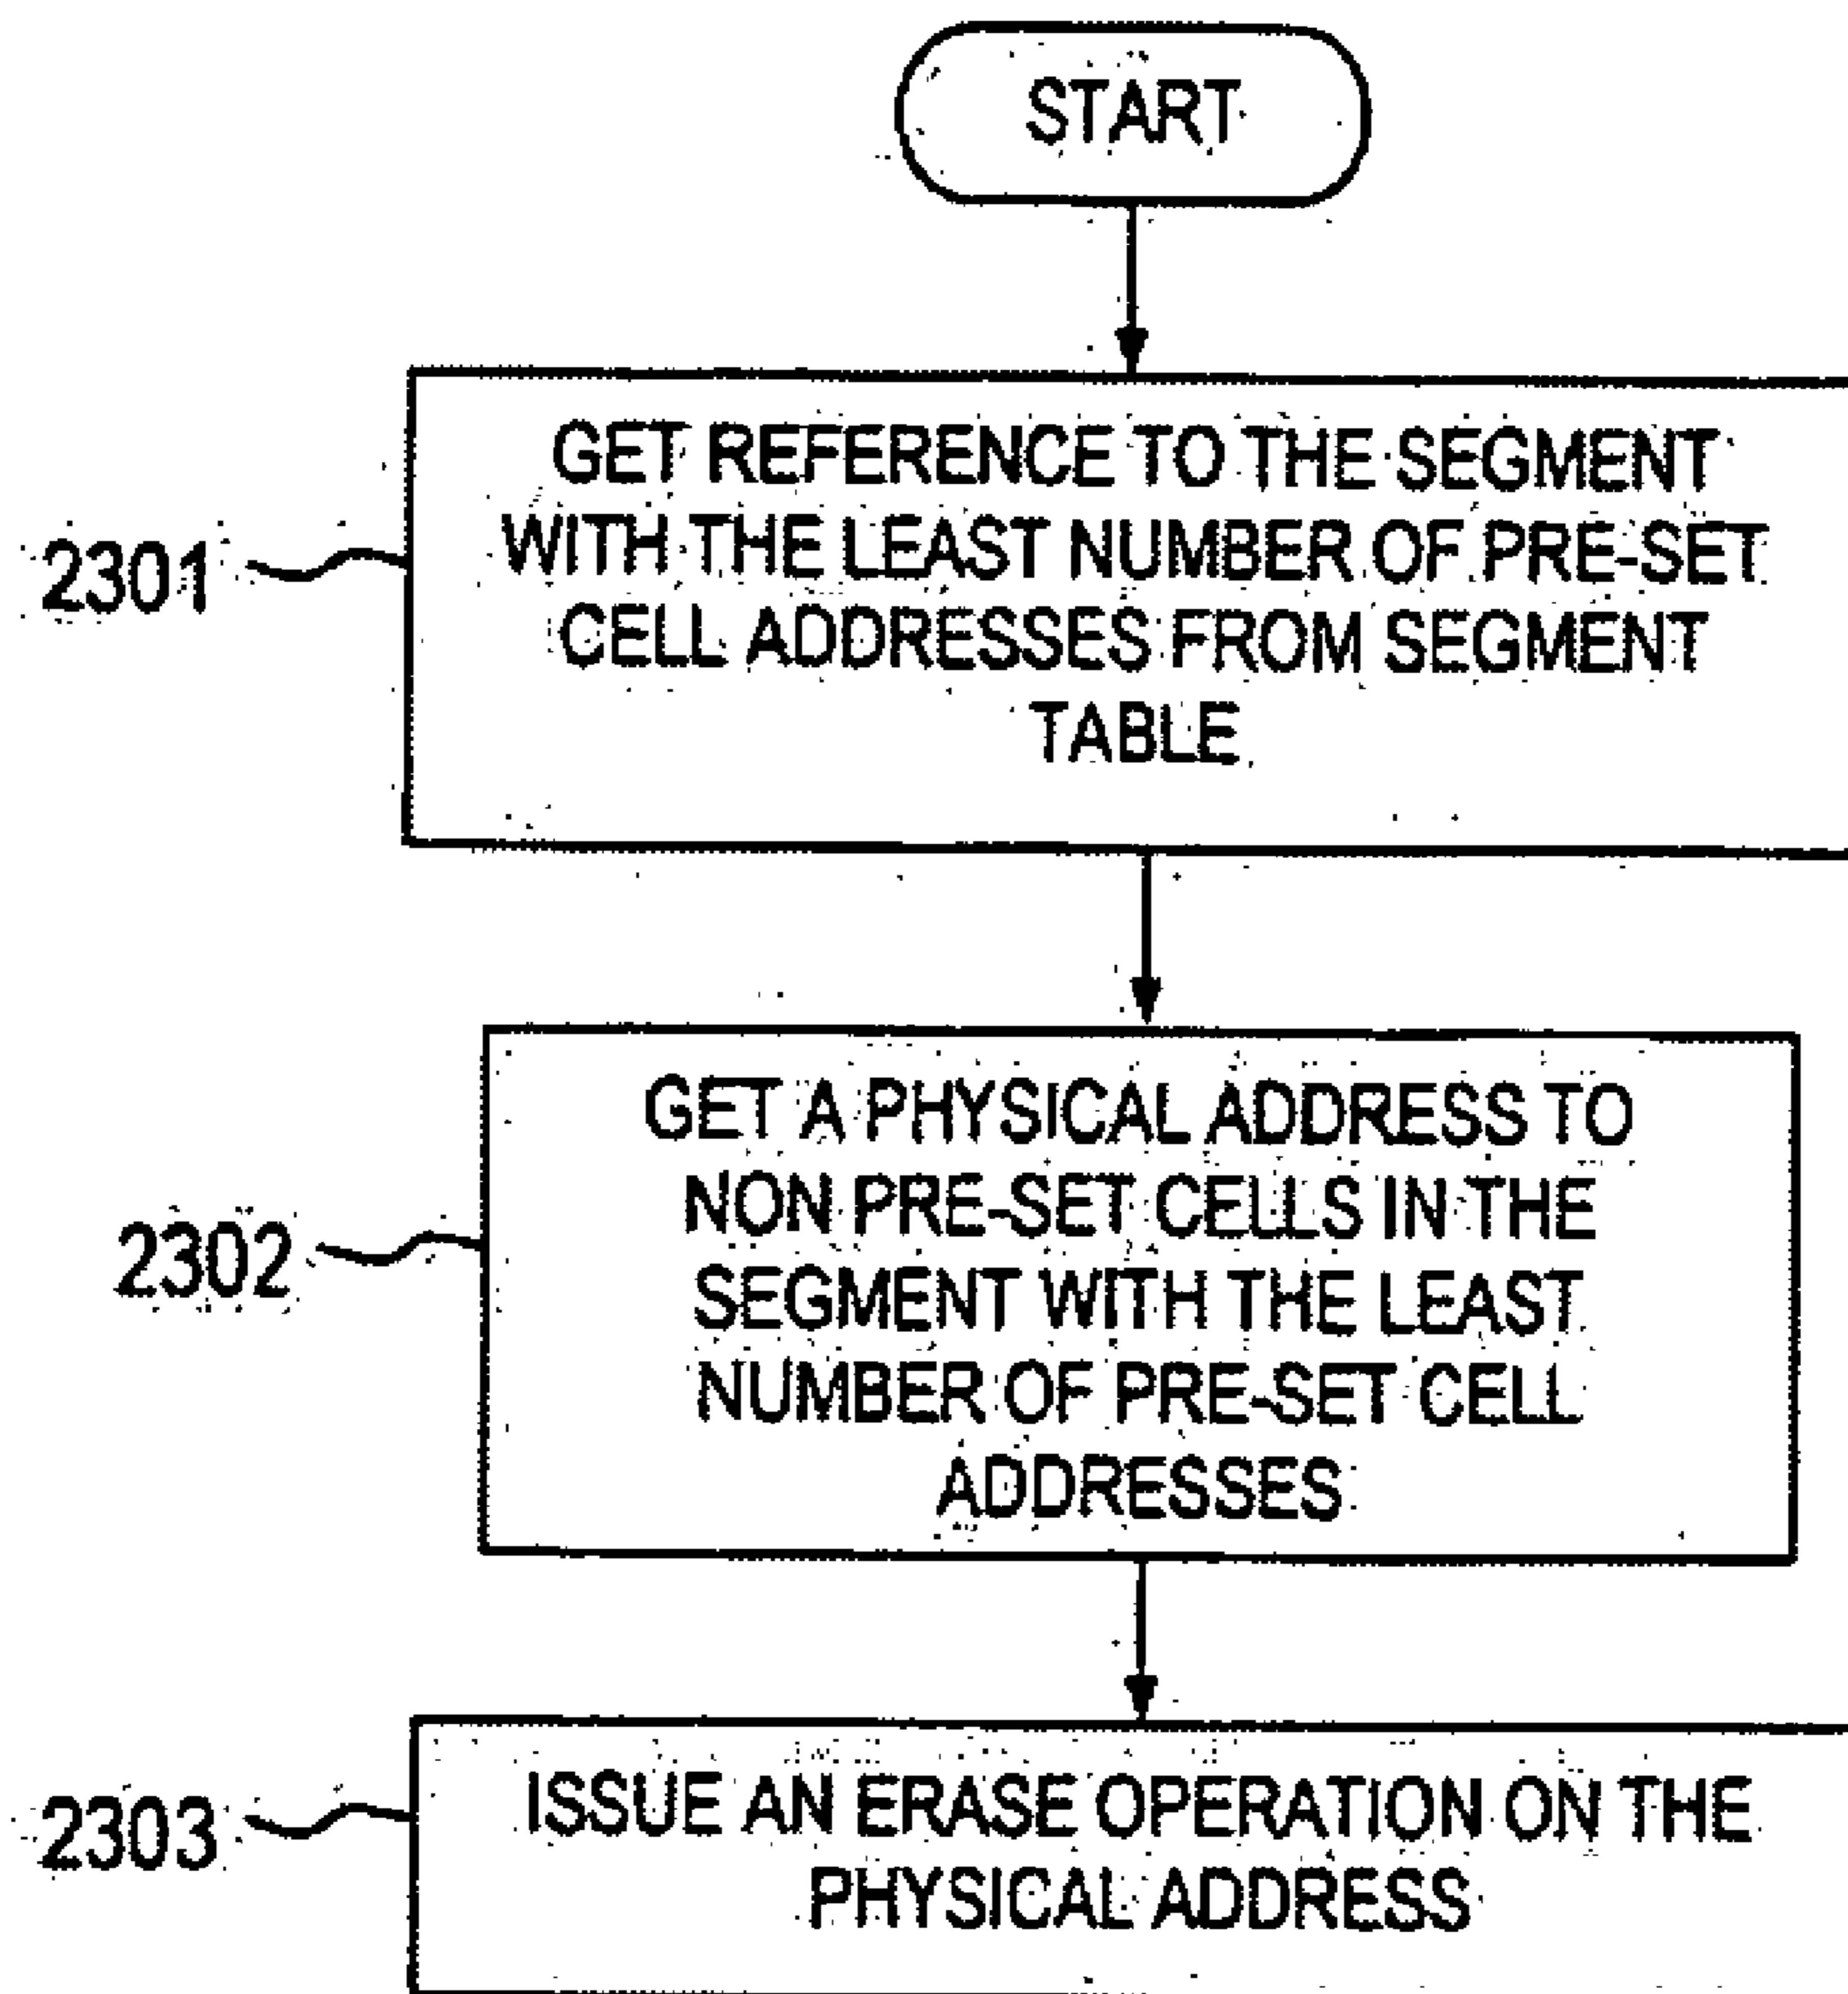 START
GET REFERENCE TO THE SEGMENT
WITH THE LEAST NUMBER OF PRE-SET
CELL ADDRESSES FROM SEGMENT
TABLE
2301
GET A PHYSICAL ADDRESS TO
NON PRE-SET CELLS IN THE
SEGMENT WITH THE LEAST
NUMBER OF PRE-SET CELL
ADDRESSES
2302
ISSUE AN ERASE OPERATION ON THE
PHYSICAL ADDRESS
2303